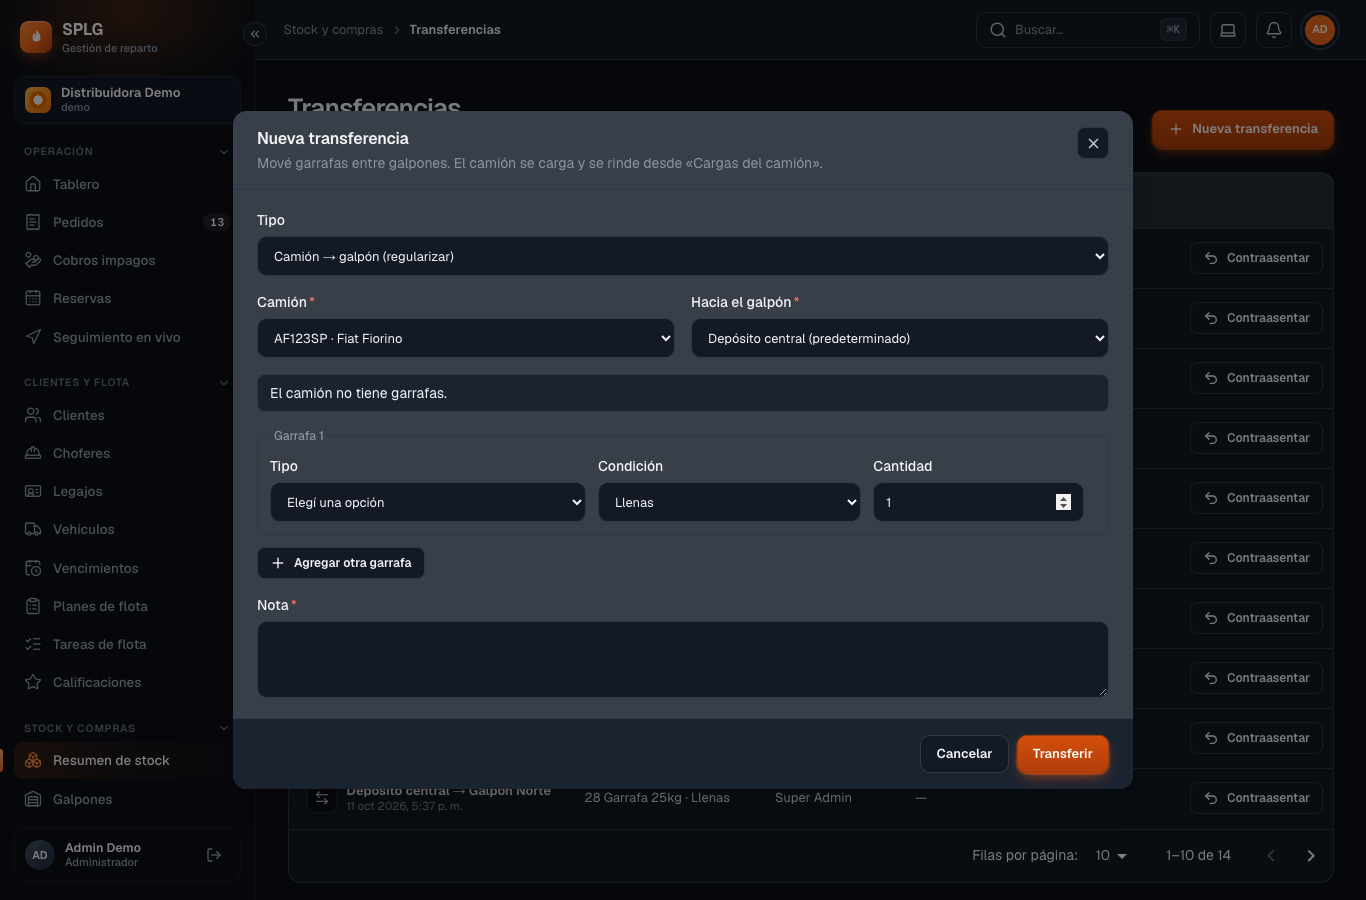 SPLG
Gestión de reparto
Distribuidora Demo
demo
OPERACIÓN
Tablero
Pedidos 13
Cobros impagos
Reservas
Seguimiento en vivo
CLIENTES Y FLOTA
Clientes
Choferes
Legajos
Vehículos
Vencimientos
Planes de flota
Tareas de flota
Calificaciones
STOCK Y COMPRAS
Resumen de stock
Galpones
AD
Admin Demo
Administrador
Stock y compras > Transferencias
Buscar... ⌘K
AD
Transferencias
Nueva transferencia
Nueva transferencia
Mové garrafas entre galpones. El camión se carga y se rinde desde «Cargas del camión».
Tipo
Camión → galpón (regularizar)
Camión *
Hacia el galpón *
AF123SP · Fiat Fiorino
Depósito central (predeterminado)
El camión no tiene garrafas.
Garrafa 1
Tipo
Condición
Cantidad
Elegí una opción
Llenas
1
Agregar otra garrafa
Nota *
Cancelar
Transferir
Contraasentar
Contraasentar
Contraasentar
Contraasentar
Contraasentar
Contraasentar
Contraasentar
Contraasentar
Contraasentar
Depósito central → Galpón Norte
11 oct 2026, 5:37 p. m.
28 Garrafa 25kg · Llenas
Super Admin
—
Contraasentar
Filas por página: 10
1–10 de 14